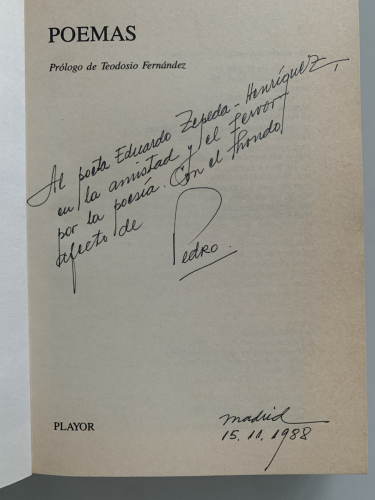 POEMAS
Prólogo de Teodosio Fernández
Al poeta Eduardo Zepeda-Henríquez,
en la amistad y el fervor
por la poesía. Con el hondo
afecto de
Pedro.
PLAYOR
Madrid
15.11.1988